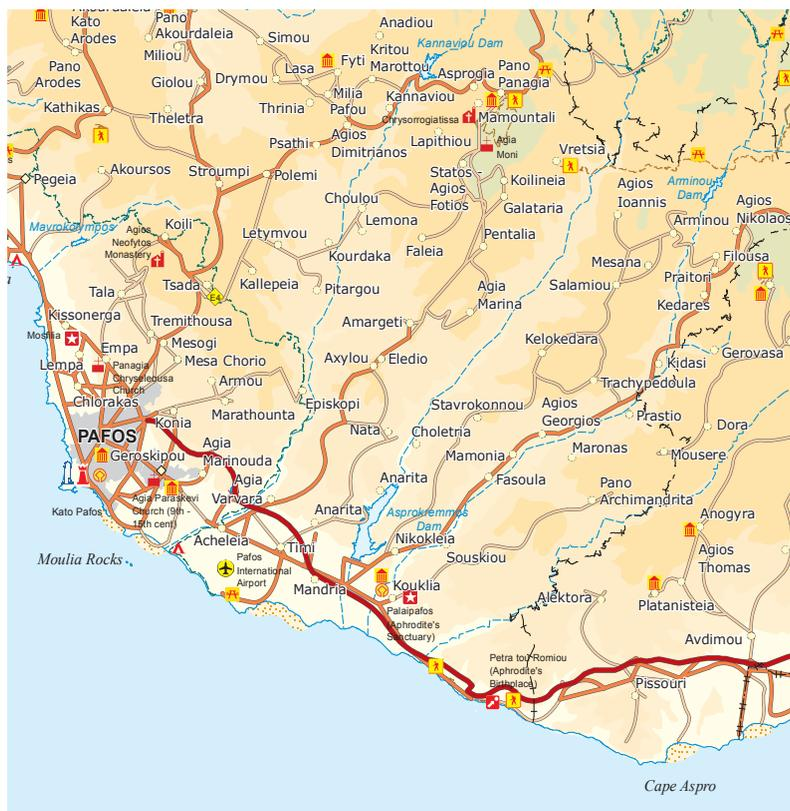 Akourdaleia
Kato
Arodes
Pano
Akourdaleia
Miliou
Simou
Anadiou
Kritou
Marottou
Kannaviou Dam
Pano
Arodes
Giolou
Drymou
Lasa
Fyti
Asprogia
Pano
Panagia
Kathikas
Theletra
Thrinia
Milia
Pafou
Kannaviou
Chrysorrogiatissa
Mamountali
Agios
Dimitrianos
Lapithiou
Agia
Moni
Vretsia
Psathi
Akoursos
Stroumpi
Polemi
Statos -
Agios
Fotios
Koilineia
Pegeia
Choulou
Galataria
Agios
Ioannis
Arminou
Dam
Agios
Nikolaos
Mavrokolympos
Koili
Agios
Neofytos
Monastery
Letymvou
Lemona
Pentalia
Arminou
Kourdaka
Faleia
Mesana
Filousa
Tsada
Kallepeia
Pitargou
Salamiou
Praitori
Tala
E4
Agia
Marina
Kedares
Kissonerga
Tremithousa
Amargeti
Mosfilia
Mesogi
Kelokedara
Empa
Lempa
Panagia
Chryseleousa
Church
Mesa Chorio
Axylou
Eledio
Kidasi
Gerovasa
Armou
Trachypedoula
Chlorakas
Marathounta
Episkopi
Stavrokonnou
Agios
Georgios
Prastio
Konia
Nata
Choletria
Dora
PAFOS
Agia
Marinouda
Mamonia
Maronas
Mousere
Geroskipou
Agia
Varvara
Anarita
Fasoula
Pano
Archimandrita
Kato Pafos
Agia Paraskevi
Church (9th -
15th cent)
Anarita
Asprokremmos
Dam
Anogyra
Acheleia
Nikokleia
Moulia Rocks
Timi
Souskiou
Agios
Thomas
Pafos
International
Airport
Mandria
Kouklia
Alektora
Platanisteia
Palaipafos
(Aphrodite's
Sanctuary)
Avdimou
Petra tou Romiou
(Aphrodite's
Birthplace)
Pissouri
Cape Aspro